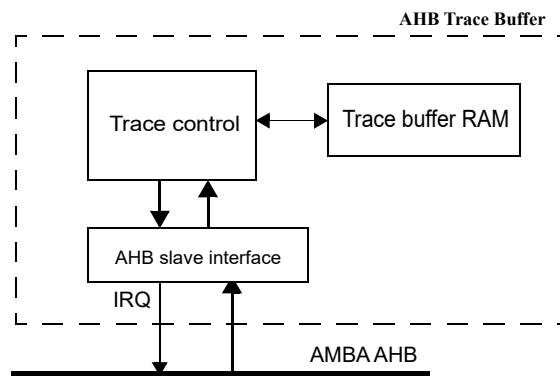 AHB Trace Buffer
Trace control
Trace buffer RAM
AHB slave interface
IRQ
AMBA AHB